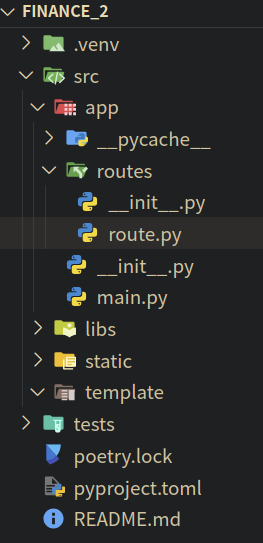 FINANCE_2
.venv
src
app
__pycache__
routes
__init__.py
route.py
__init__.py
main.py
libs
static
template
tests
poetry.lock
pyproject.toml
README.md